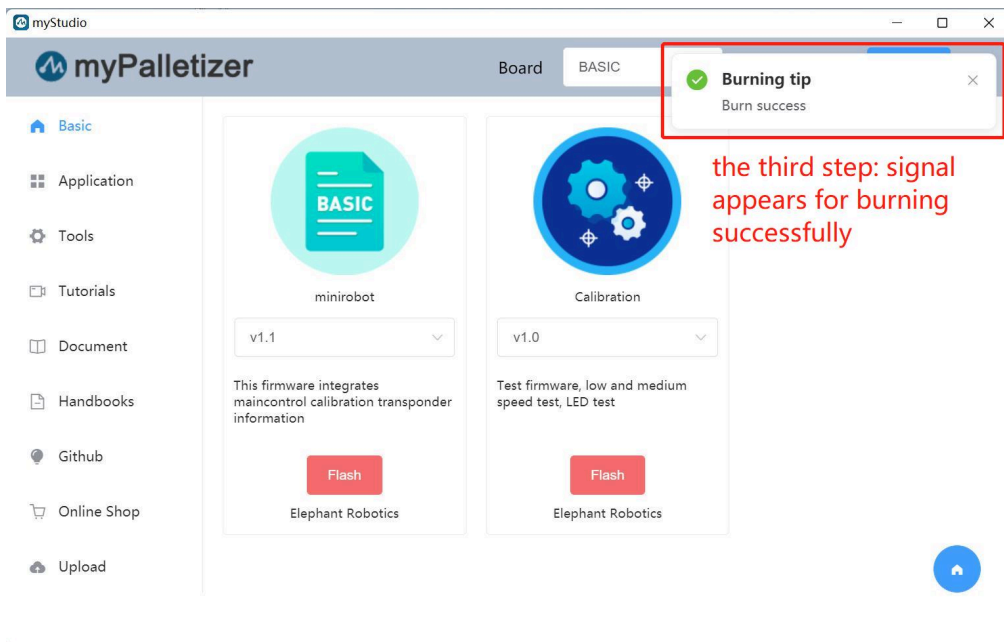 myStudio
myPalletizer
Board
BASIC
Burning tip
Burn success
the third step: signal
appears for burning
successfully
Basic
Application
Tools
Tutorials
Document
Handbooks
Github
Online Shop
Upload
BASIC
minirobot
v1.1
This firmware integrates
maincontrol calibration transponder
information
Flash
Elephant Robotics
Calibration
v1.0
Test firmware, low and medium
speed test, LED test
Flash
Elephant Robotics